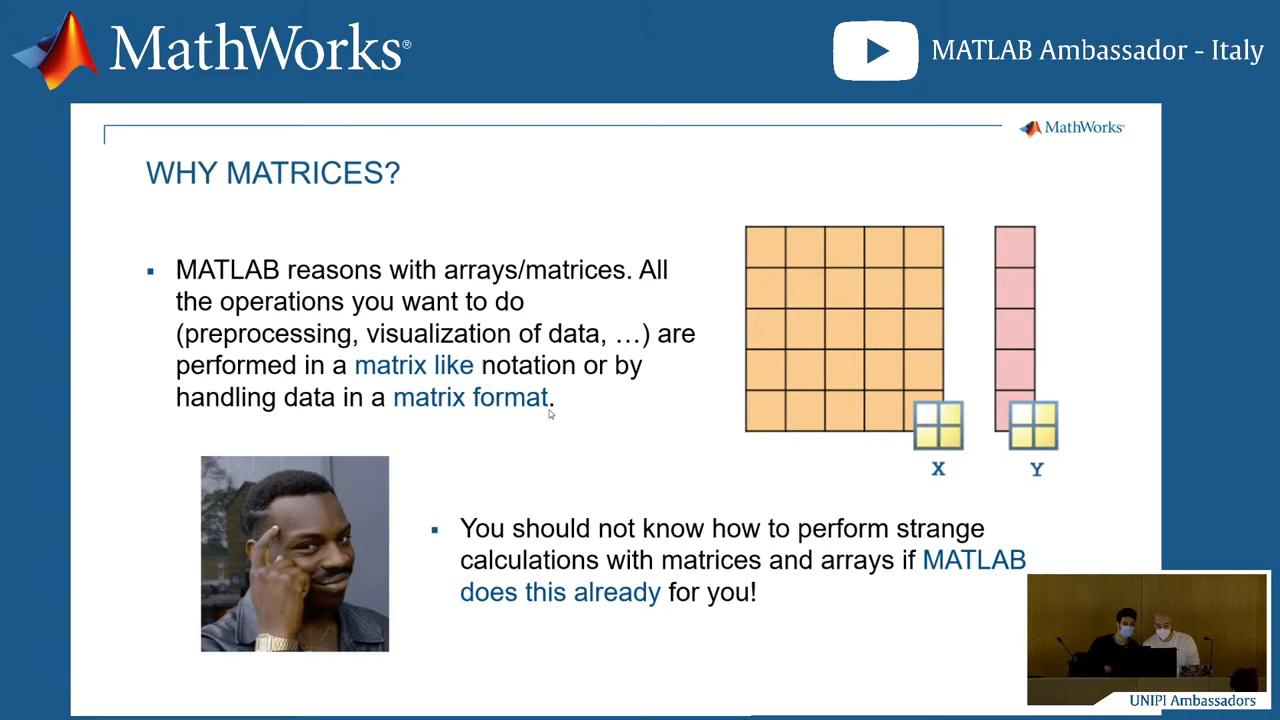 MathWorks®
MATLAB Ambassador - Italy
MathWorks®
WHY MATRICES?
▪ MATLAB reasons with arrays/matrices. All
the operations you want to do
(preprocessing, visualization of data, …) are
performed in a matrix like notation or by
handling data in a matrix format.
X
Y
▪ You should not know how to perform strange
calculations with matrices and arrays if MATLAB
does this already for you!
UNIPI Ambassadors